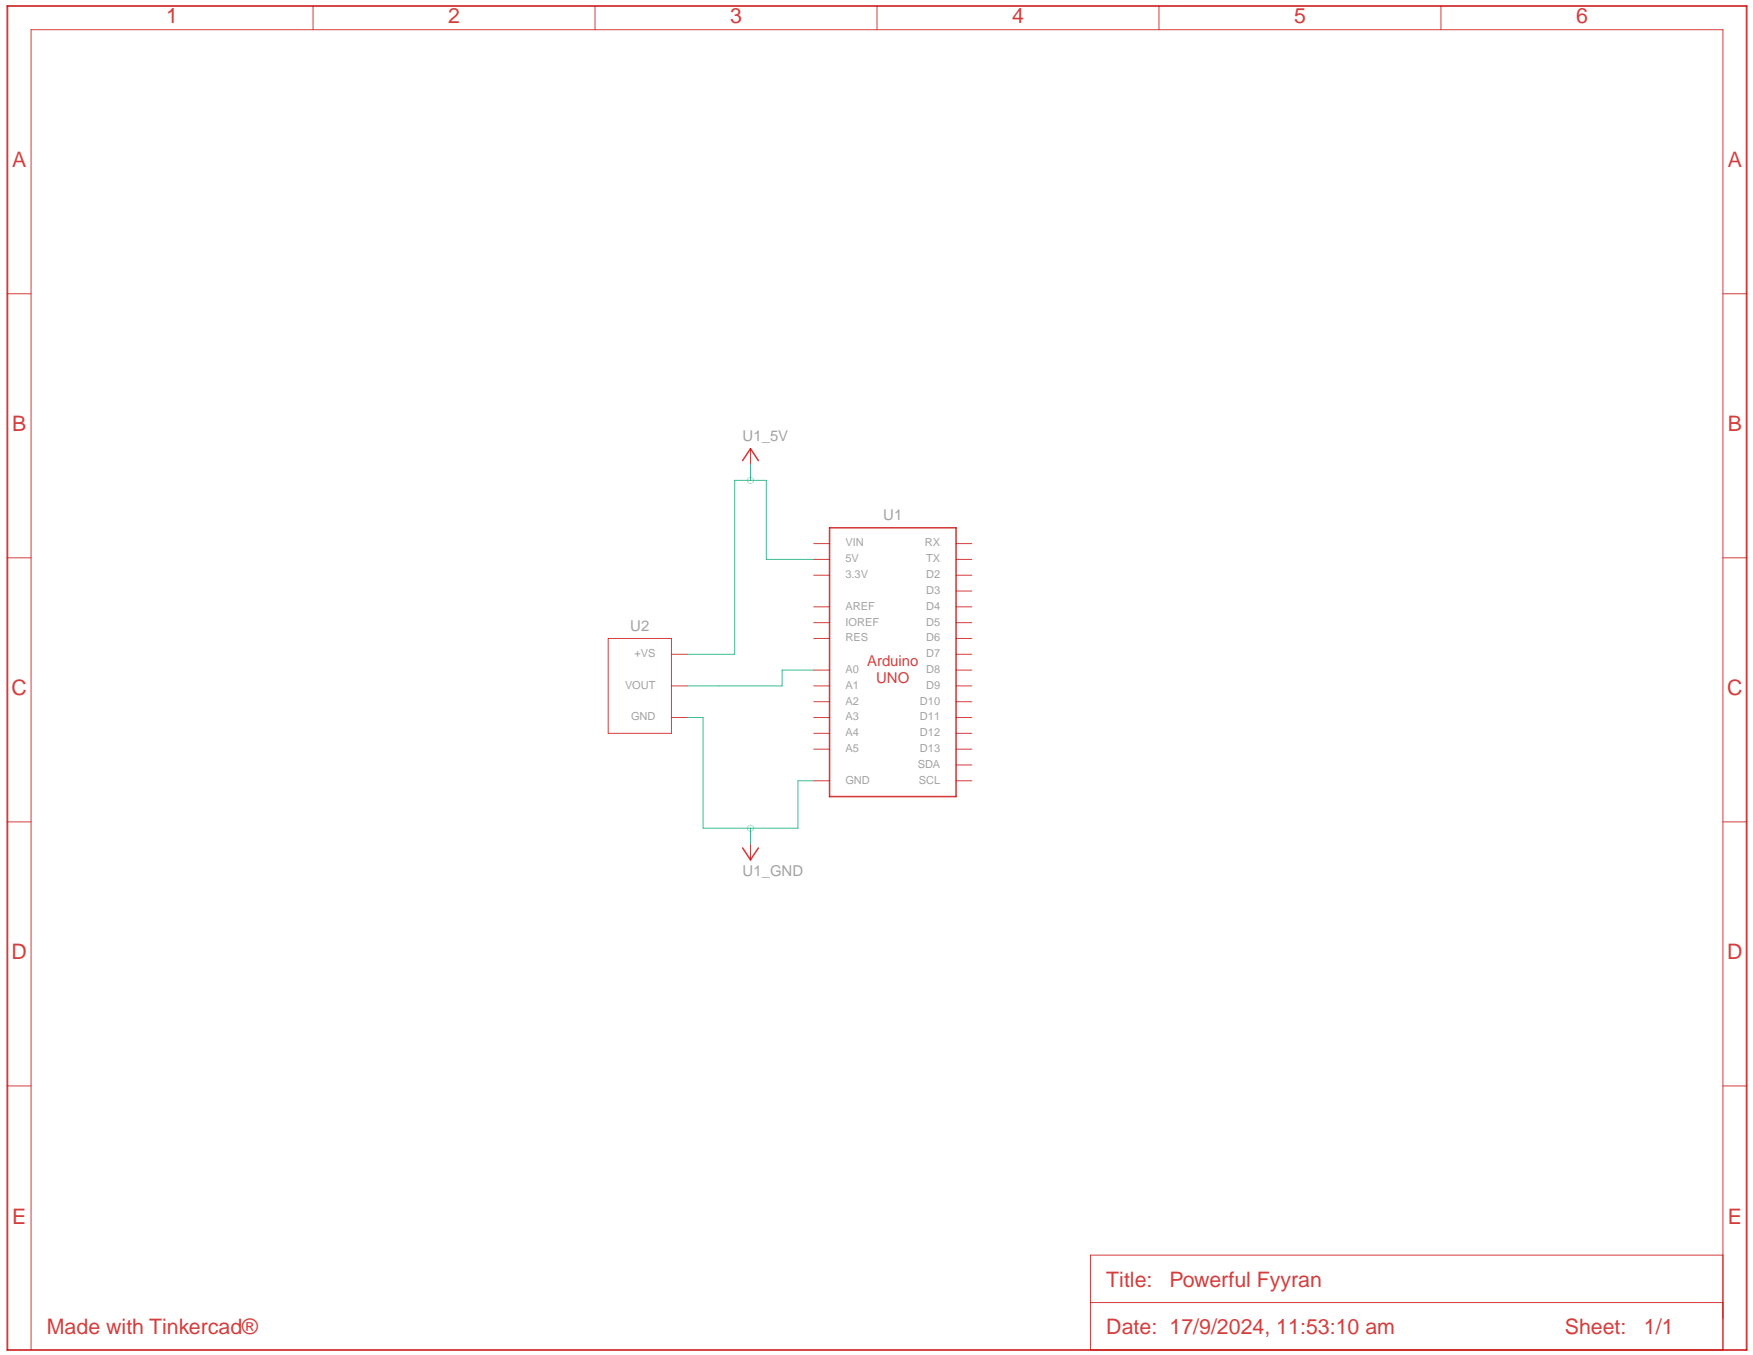 1 2 3 4 5 6
A A
B B
U1_5V
U1
VIN RX
5V TX
3.3V D2
D3
AREF D4
IOREF D5
U2
RES D6
+VS D7
Arduino
A0 D8
UNO
C VOUT A1 D9 C
A2 D10
GND A3 D11
A4 D12
A5 D13
SDA
GND SCL
U1_GND
D D
E E
Title: Powerful Fyyran
Made with Tinkercad®
Date: 17/9/2024, 11:53:10 am Sheet: 1/1